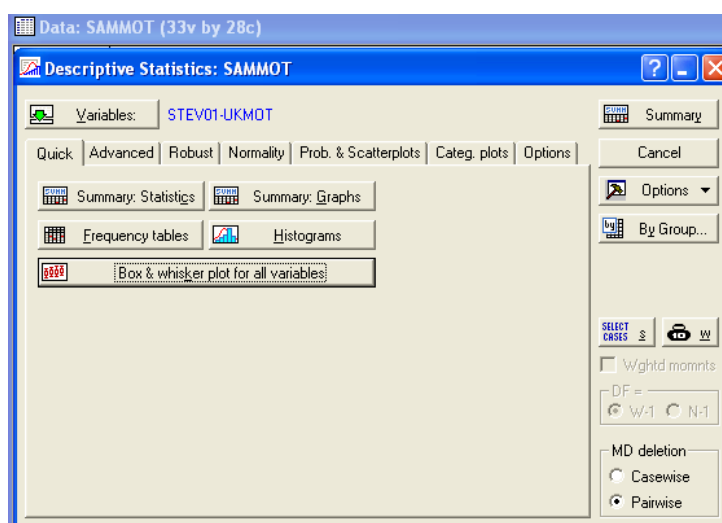 Data: SAMMOT (33v by 28c)
Descriptive Statistics: SAMMOT
Variables: STEV01-UKMOT
Quick Advanced Robust Normality Prob. & Scatterplots Categ. plots Options
Summary: Statistics Summary: Graphs
Frequency tables Histograms
Box & whisker plot for all variables
Summary
Cancel
Options
By Group...
SELECT CASES S W
Wghtd momnts
DF =
W-1 N-1
MD deletion
Casewise
Pairwise